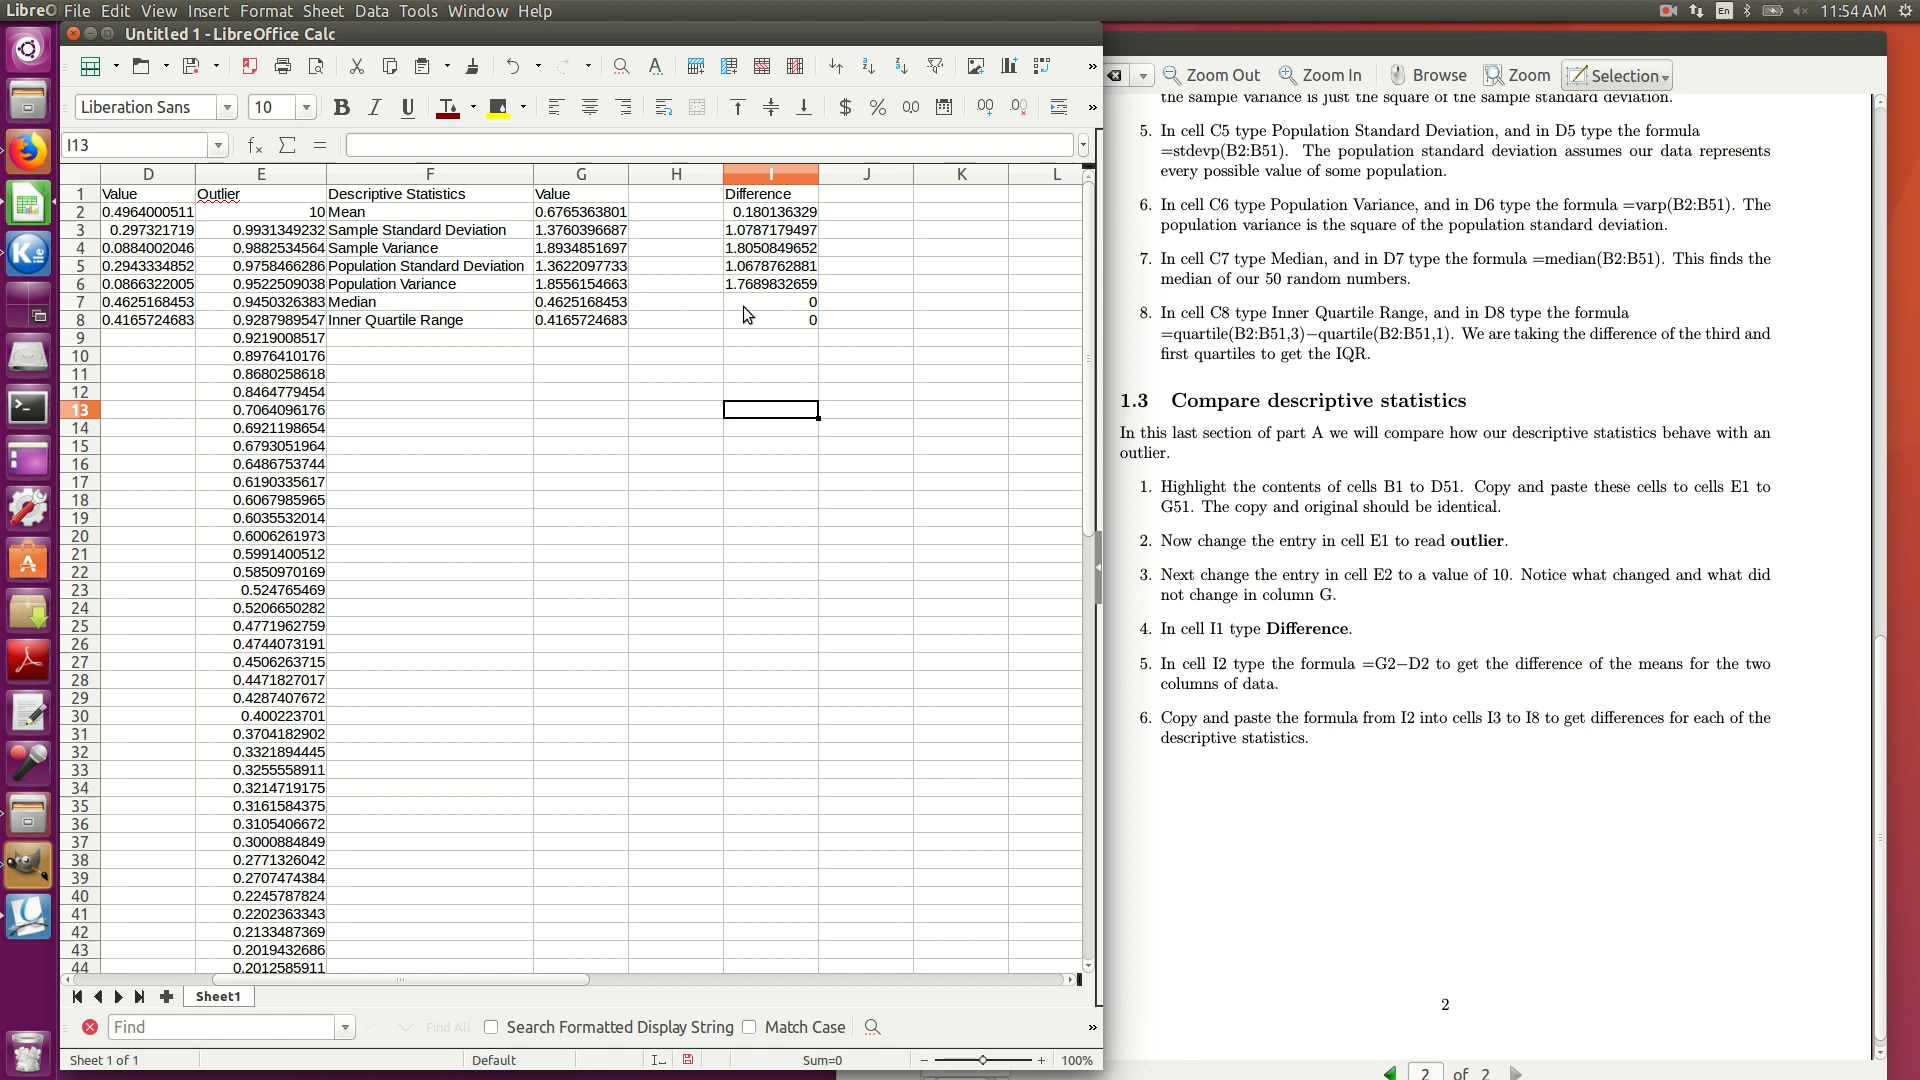 LibreO File Edit View Insert Format Sheet Data Tools Window Help
En 11:54 AM
Untitled 1 - LibreOffice Calc
Liberation Sans 10
I13
D E F G H I J K L
1 Value Outlier Descriptive Statistics Value Difference
2 0.4964000511 10 Mean 0.6765363801 0.180136329
3 0.297321719 0.9931349232 Sample Standard Deviation 1.3760396687 1.0787179497
4 0.0884002046 0.9882534564 Sample Variance 1.8934851697 1.8050849652
5 0.2943334852 0.9758466286 Population Standard Deviation 1.3622097733 1.0678762881
6 0.0866322005 0.9522509038 Population Variance 1.8556154663 1.7689832659
7 0.4625168453 0.9450326383 Median 0.4625168453 0
8 0.4165724683 0.9287989547 Inner Quartile Range 0.4165724683 0
9 0.9219008517
10 0.8976410176
11 0.8680258618
12 0.8464779454
13 0.7064096176
14 0.6921198654
15 0.6793051964
16 0.6486753744
17 0.6190335617
18 0.6067985965
19 0.6035532014
20 0.6006261973
21 0.5991400512
22 0.5850970169
23 0.524765469
24 0.5206650282
25 0.4771962759
26 0.4744073191
27 0.4506263715
28 0.4471827017
29 0.4287407672
30 0.400223701
31 0.3704182902
32 0.3321894445
33 0.3255558911
34 0.3214719175
35 0.3161584375
36 0.3105406672
37 0.3000884849
38 0.2771326042
39 0.2707474384
40 0.2245787824
41 0.2202363343
42 0.2133487369
43 0.2019432686
44 0.2012585911
Sheet1
Find Find All Search Formatted Display String Match Case
Sheet 1 of 1 Default Sum=0 100%
Zoom Out Zoom In Browse Zoom Selection
the sample variance is just the square of the sample standard deviation.
5. In cell C5 type Population Standard Deviation, and in D5 type the formula
=stdevp(B2:B51). The population standard deviation assumes our data represents
every possible value of some population.
6. In cell C6 type Population Variance, and in D6 type the formula =varp(B2:B51). The
population variance is the square of the population standard deviation.
7. In cell C7 type Median, and in D7 type the formula =median(B2:B51). This finds the
median of our 50 random numbers.
8. In cell C8 type Inner Quartile Range, and in D8 type the formula
=quartile(B2:B51,3)−quartile(B2:B51,1). We are taking the difference of the third and
first quartiles to get the IQR.
1.3 Compare descriptive statistics
In this last section of part A we will compare how our descriptive statistics behave with an
outlier.
1. Highlight the contents of cells B1 to D51. Copy and paste these cells to cells E1 to
G51. The copy and original should be identical.
2. Now change the entry in cell E1 to read outlier.
3. Next change the entry in cell E2 to a value of 10. Notice what changed and what did
not change in column G.
4. In cell I1 type Difference.
5. In cell I2 type the formula =G2−D2 to get the difference of the means for the two
columns of data.
6. Copy and paste the formula from I2 into cells I3 to I8 to get differences for each of the
descriptive statistics.
2
2 of 2